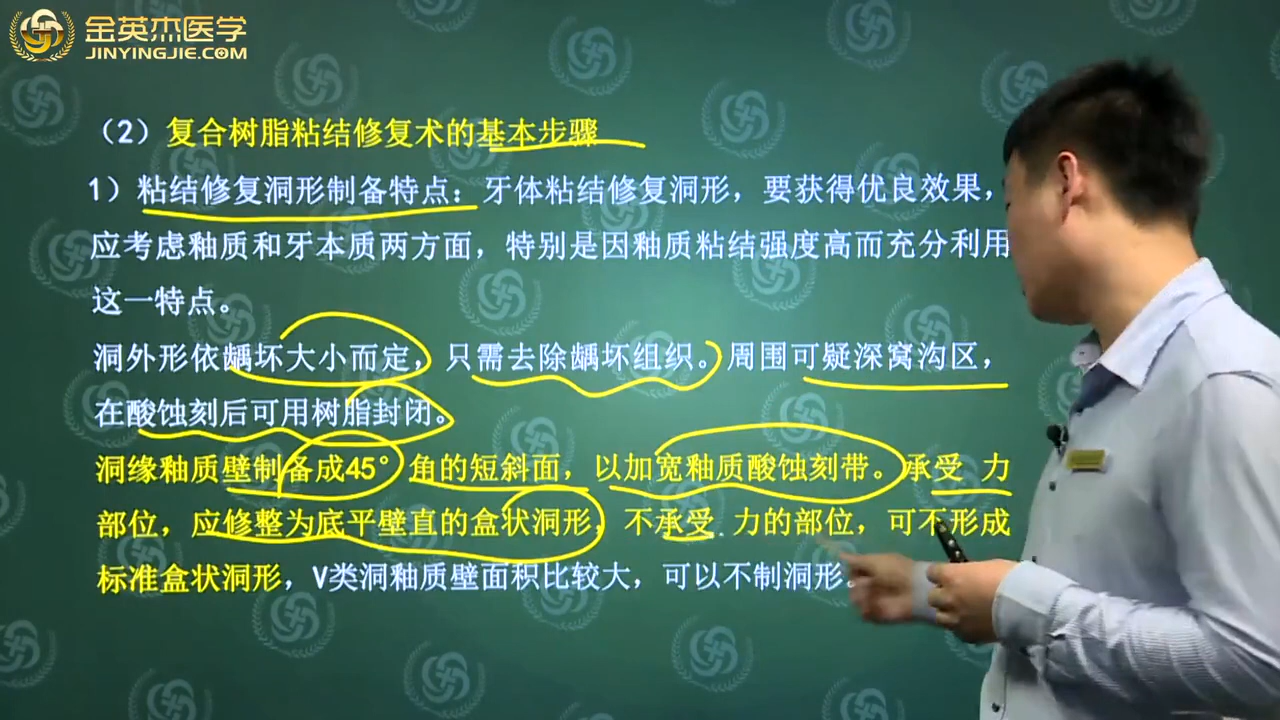 金英杰医学
JINYINGJIE.COM
（2）复合树脂粘结修复术的基本步骤
1）粘结修复洞形制备特点：牙体粘结修复洞形，要获得优良效果，
应考虑釉质和牙本质两方面，特别是因釉质粘结强度高而充分利用
这一特点。
洞外形依龋坏大小而定，只需去除龋坏组织。周围可疑深窝沟区，
在酸蚀刻后可用树脂封闭。
洞缘釉质壁制备成45°角的短斜面，以加宽釉质酸蚀刻带。承受 力
部位，应修整为底平壁直的盒状洞形，不承受 力的部位，可不形成
标准盒状洞形，V类洞釉质壁面积比较大，可以不制洞形。